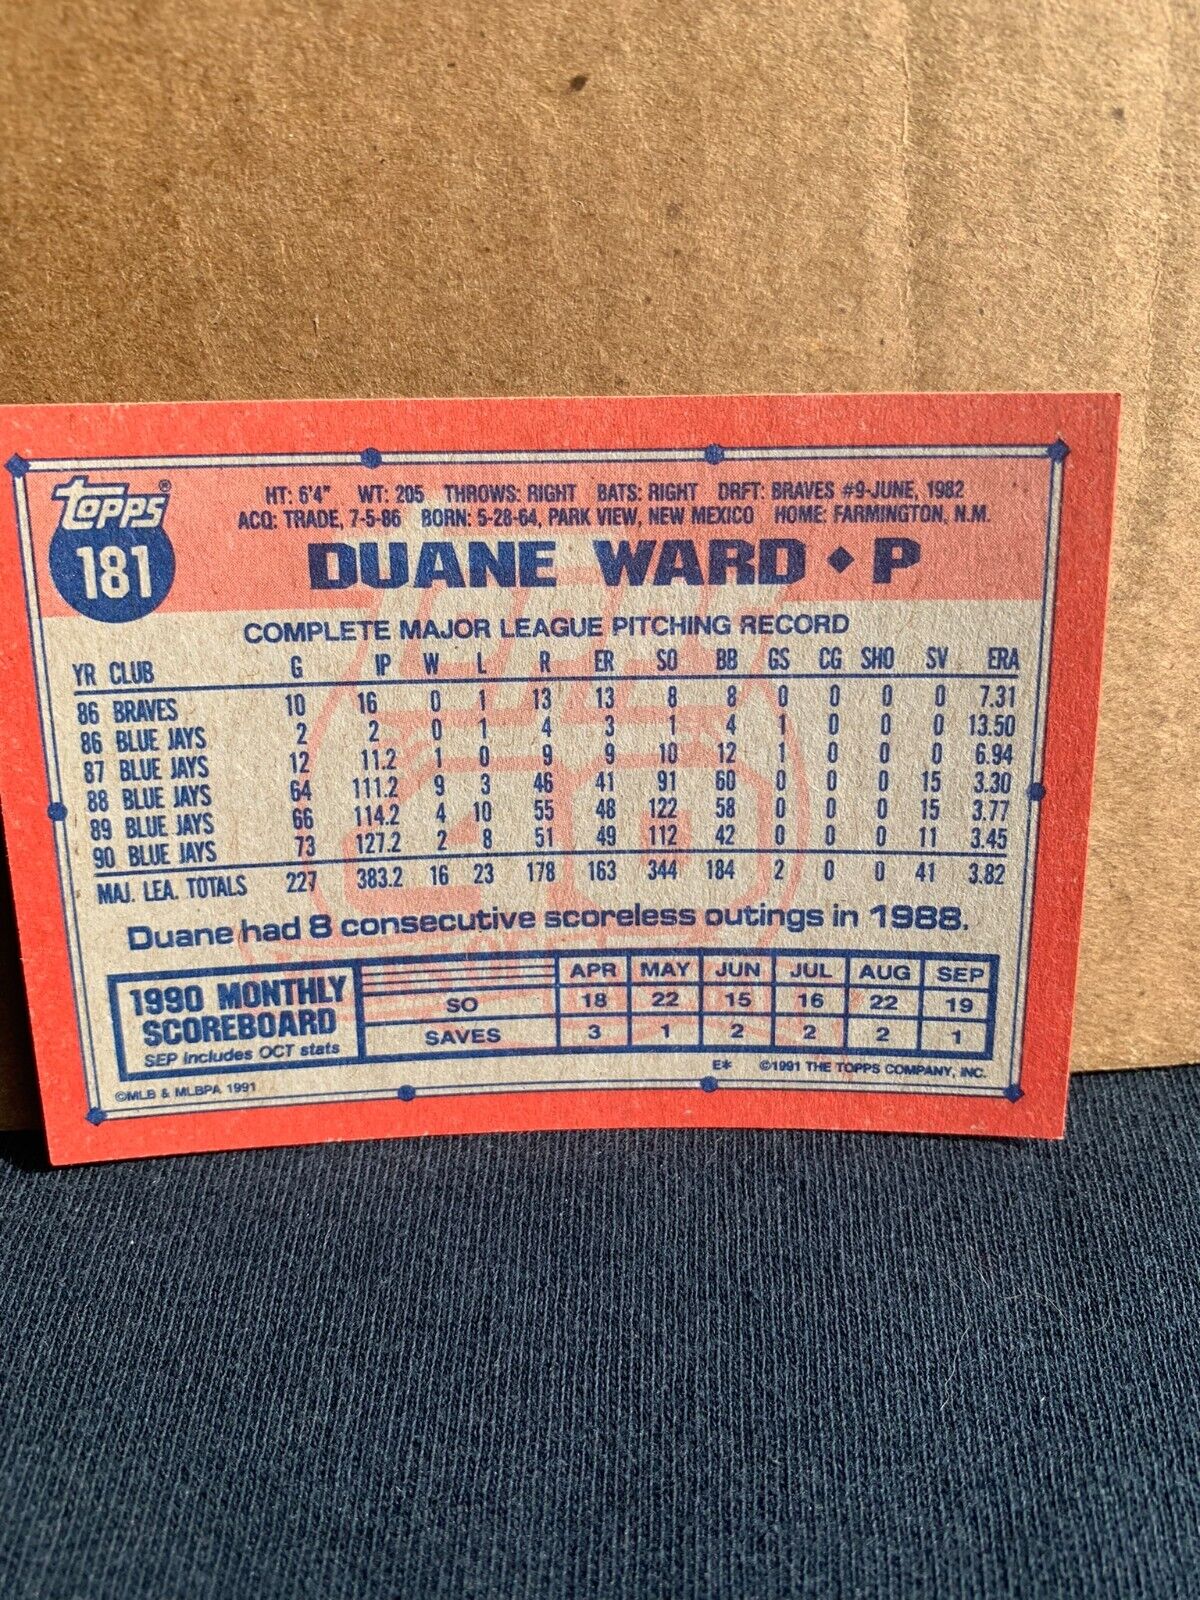 topps®
181
HT: 6'4" WT: 205 THROWS: RIGHT BATS: RIGHT DRFT: BRAVES #9-JUNE, 1982
ACQ: TRADE, 7-5-86 BORN: 5-28-64, PARK VIEW, NEW MEXICO HOME: FARMINGTON, N.M.
DUANE WARD ◆ P
COMPLETE MAJOR LEAGUE PITCHING RECORD
YR CLUB G IP W L R ER SO BB GS CG SHO SV ERA
86 BRAVES 10 16 0 1 13 13 8 8 0 0 0 0 7.31
86 BLUE JAYS 2 2 0 1 4 3 1 4 1 0 0 0 13.50
87 BLUE JAYS 12 11.2 1 0 9 9 10 12 1 0 0 0 6.94
88 BLUE JAYS 64 111.2 9 3 46 41 91 60 0 0 0 15 3.30
89 BLUE JAYS 66 114.2 4 10 55 48 122 58 0 0 0 15 3.77
90 BLUE JAYS 73 127.2 2 8 51 49 112 42 0 0 0 11 3.45
MAJ. LEA. TOTALS 227 383.2 16 23 178 163 344 184 2 0 0 41 3.82
Duane had 8 consecutive scoreless outings in 1988.
1990 MONTHLY
SCOREBOARD
SEP includes OCT stats
APR MAY JUN JUL AUG SEP
SO 18 22 15 16 22 19
SAVES 3 1 2 2 2 1
©MLB & MLBPA 1991
E* ©1991 THE TOPPS COMPANY, INC.